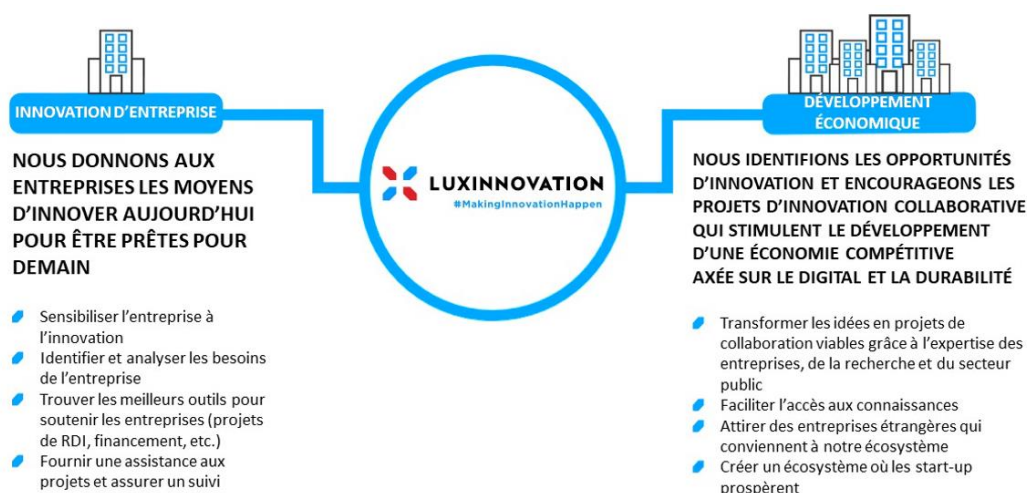 INNOVATION D'ENTREPRISE
NOUS DONNONS AUX
ENTREPRISES LES MOYENS
D'INNOVER AUJOURD'HUI
POUR ÊTRE PRÊTES POUR
DEMAIN
Sensibiliser l'entreprise à
l'innovation
Identifier et analyser les besoins
de l'entreprise
Trouver les meilleurs outils pour
soutenir les entreprises (projets
de RDI, financement, etc.)
Fournir une assistance aux
projets et assurer un suivi
LUXINNOVATION
#MakingInnovationHappen
DÉVELOPPEMENT
ÉCONOMIQUE
NOUS IDENTIFIONS LES OPPORTUNITÉS
D'INNOVATION ET ENCOURAGEONS LES
PROJETS D'INNOVATION COLLABORATIVE
QUI STIMULENT LE DÉVELOPPEMENT
D'UNE ÉCONOMIE COMPÉTITIVE
AXÉE SUR LE DIGITAL ET LA DURABILITÉ
Transformer les idées en projets de
collaboration viables grâce à l'expertise des
entreprises, de la recherche et du secteur
public
Faciliter l'accès aux connaissances
Attirer des entreprises étrangères qui
conviennent à notre écosystème
Créer un écosystème où les start-up
prospèrent